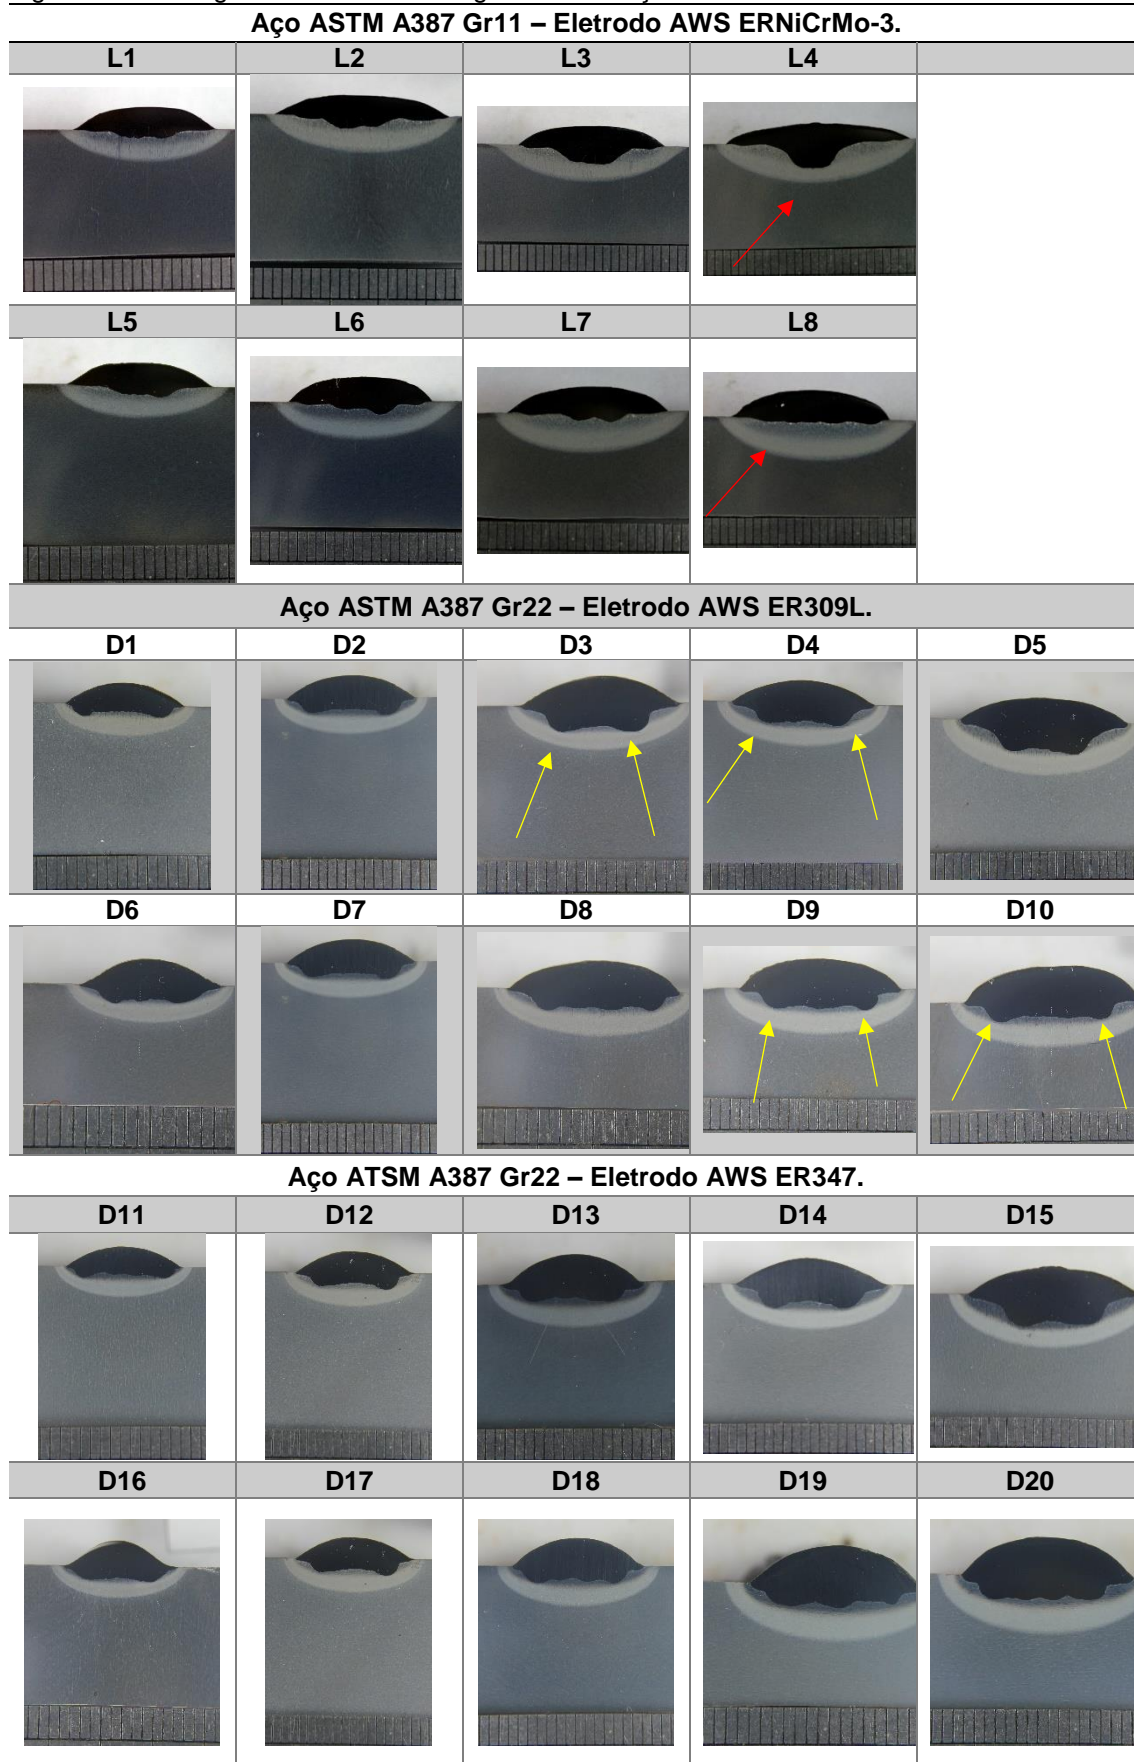 Aço ASTM A387 Gr11 – Eletrodo AWS ERNiCrMo-3.
L1 L2 L3 L4
L5 L6 L7 L8
Aço ASTM A387 Gr22 – Eletrodo AWS ER309L.
D1 D2 D3 D4 D5
D6 D7 D8 D9 D10
Aço ATSM A387 Gr22 – Eletrodo AWS ER347.
D11 D12 D13 D14 D15
D16 D17 D18 D19 D20